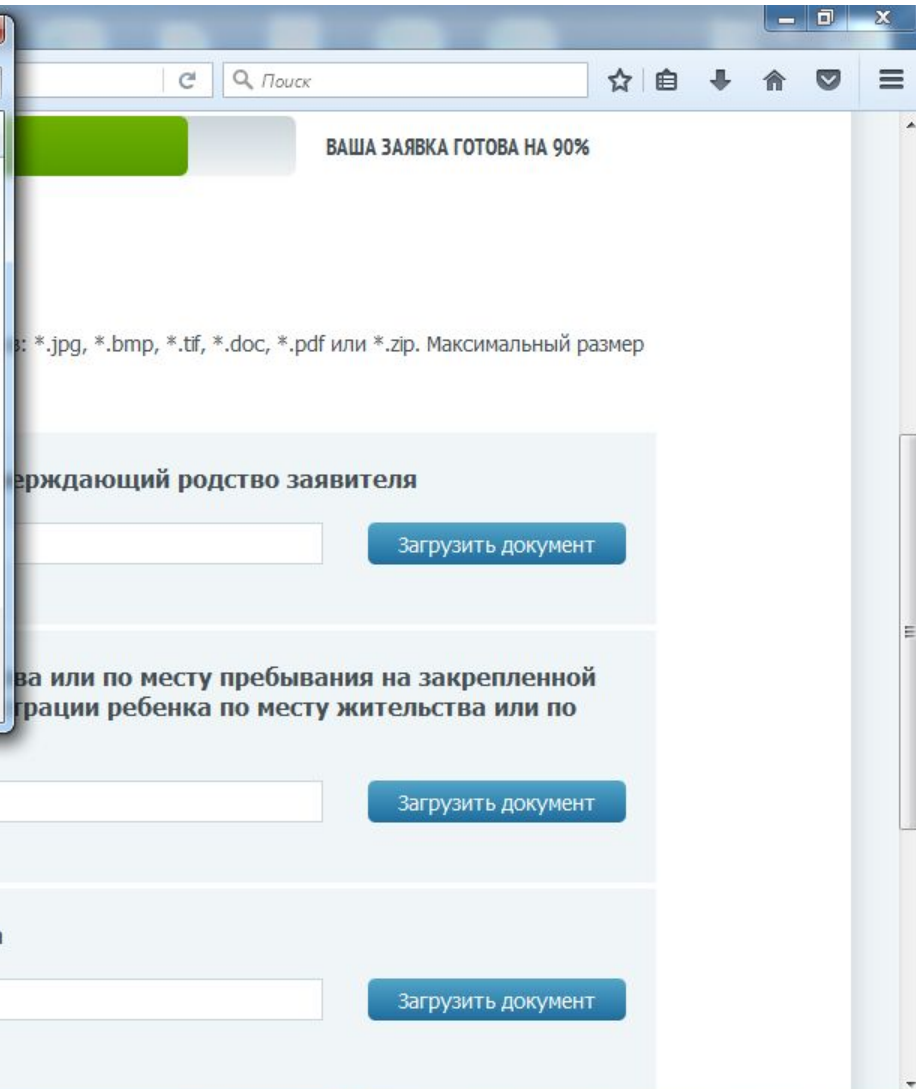 Поиск
ВАША ЗАЯВКА ГОТОВА НА 90%
: *.jpg, *.bmp, *.tif, *.doc, *.pdf или *.zip. Максимальный размер
ерждающий родство заявителя
Загрузить документ
ва или по месту пребывания на закрепленной
трации ребенка по месту жительства или по
Загрузить документ
Загрузить документ